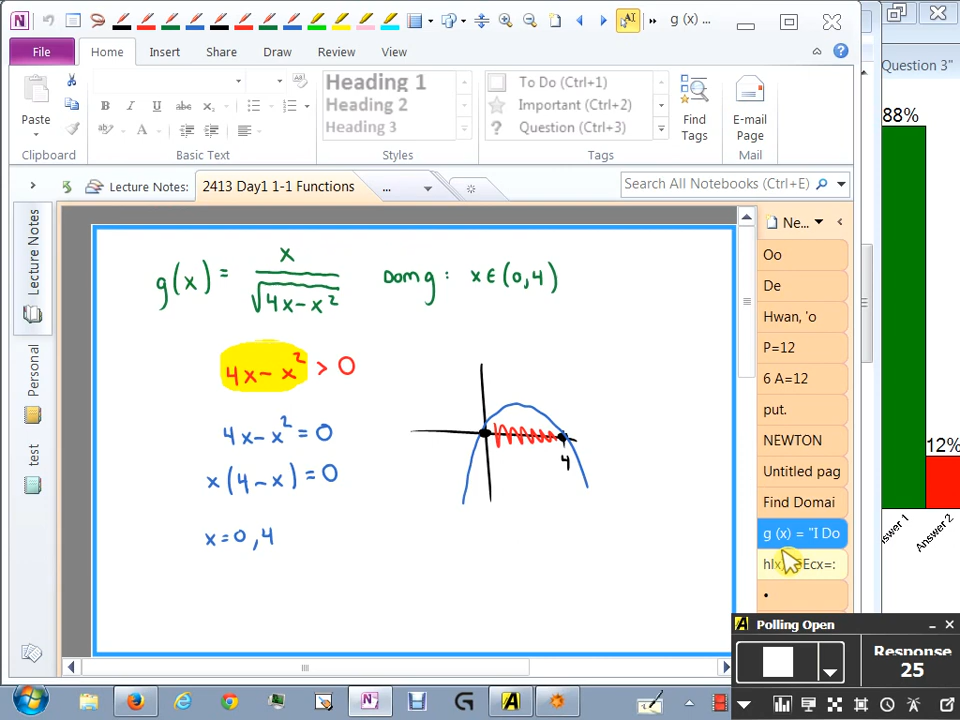 g (x) ...
File Home Insert Share Draw Review View
Question 3"
Paste
Clipboard
B I U abc x
A
Basic Text
Heading 1
Heading 2
Heading 3
Styles
To Do (Ctrl+1)
Important (Ctrl+2)
? Question (Ctrl+3)
Tags
Find Tags
E-mail Page
Mail
88%
Lecture Notes:
2413 Day1 1-1 Functions
...
Search All Notebooks (Ctrl+E)
Lecture Notes
Personal
test
Ne...
Oo
De
Hwan, 'o
P=12
6 A=12
put.
NEWTON
Untitled pag
Find Domai
g (x) = "I Do
•
12%
Answer 1
Answer 2
g(x) = x / √4x-x² Dom g : x ∈ (0,4)
4x-x² > 0
4x-x² = 0
x(4-x) = 0
x=0,4
4
Polling Open
Response
25